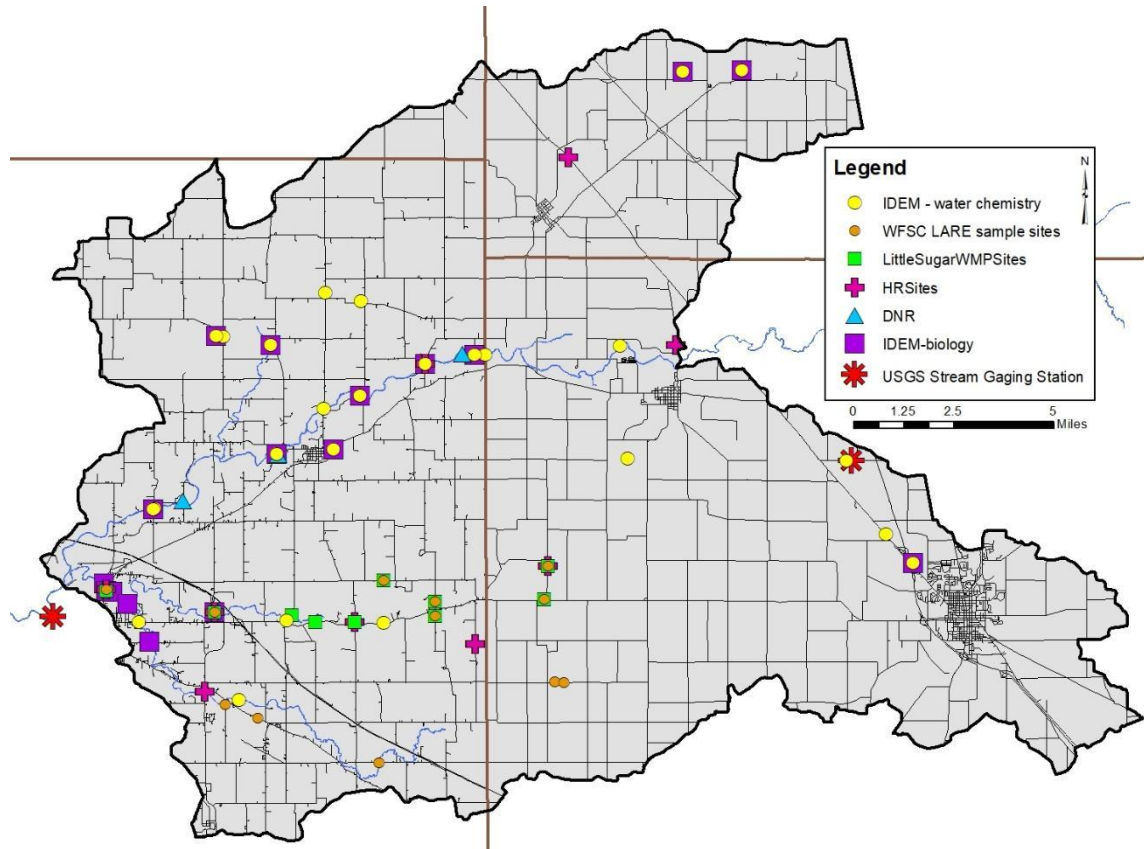 Legend
N
IDEM - water chemistry
WFSC LARE sample sites
LittleSugarWMPSites
HRSites
DNR
IDEM-biology
USGS Stream Gaging Station
0 1.25 2.5 5
Miles